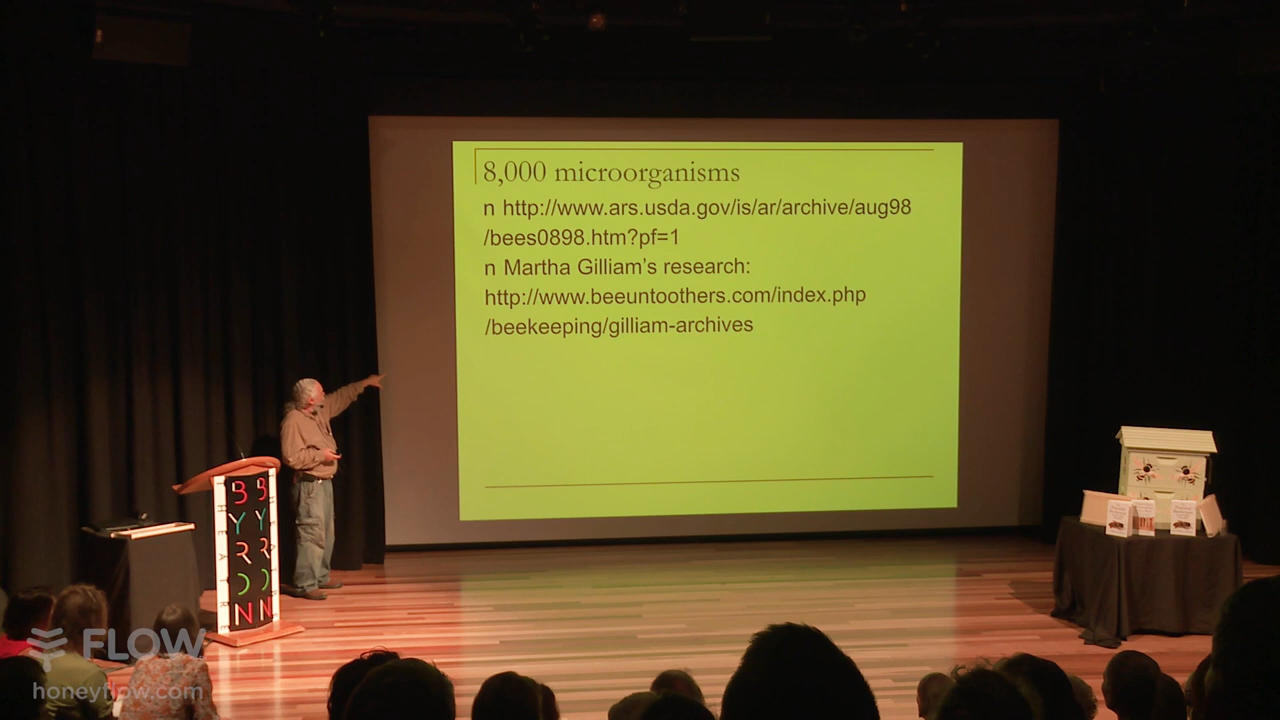 8,000 microorganisms
n http://www.ars.usda.gov/is/ar/archive/aug98
/bees0898.htm?pf=1
n Martha Gilliam's research:
http://www.beeuntoothers.com/index.php
/beekeeping/gilliam-archives
BYRON
BYRON
THEATRE
FLOW
honeyflow.com